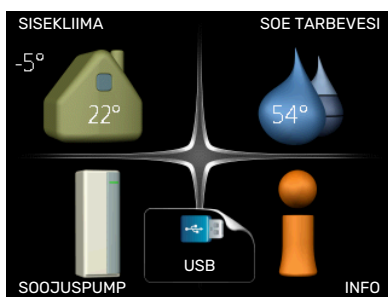 SISEKLIIMA
SOE TARBEVESI
-5°
22°
54°
USB
SOOJUSPUMP
INFO